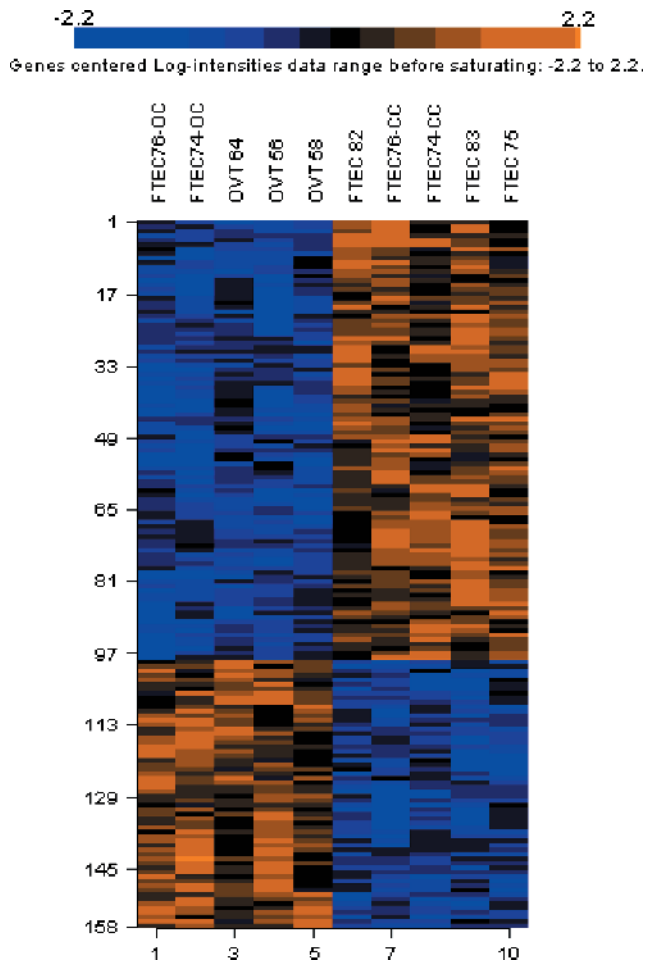 -2.2 2.2
Genes centered Log-intensities data range before saturating: -2.2 to 2.2.
FTEC76-OC
FTEC74-OC
OVT 64
OVT 56
OVT 58
FTEC 82
FTEC76-CC
FTEC74-CC
FTEC 83
FTEC 75
1
17
33
49
65
81
97
113
129
145
158
1 3 5 7 10